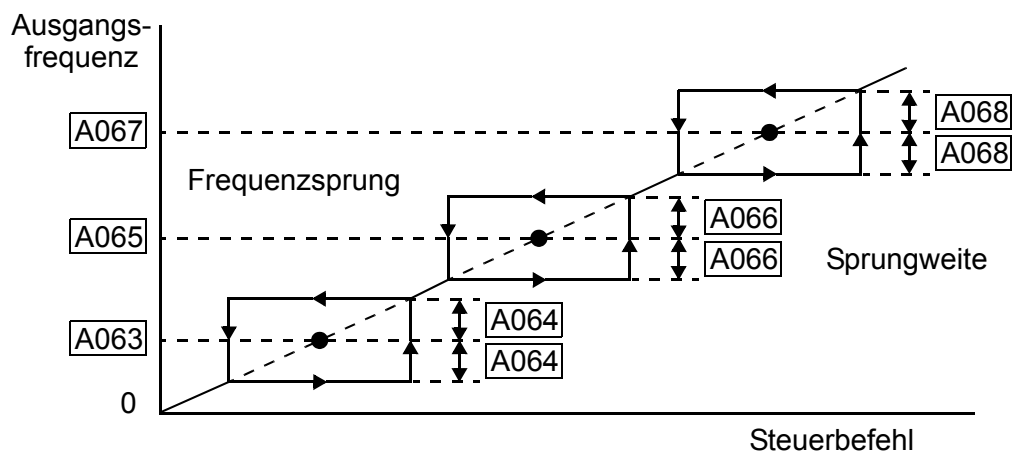 Ausgangs-
frequenz
A067
A068
A068
Frequenzsprung
A065
A066
A066
Sprungweite
A063
A064
A064
0
Steuerbefehl